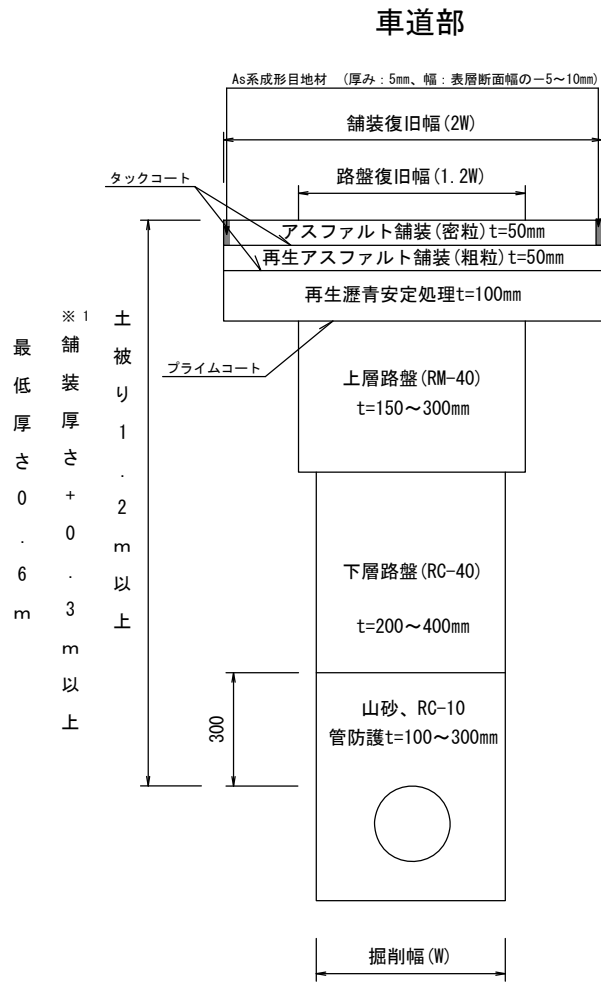 車道部
As系成形目地材 (厚み:5mm、幅:表層断面幅の－5～10mm)
舗装復旧幅(2W)
タックコート
路盤復旧幅(1.2W)
アスファルト舗装(密粒)t=50mm
再生アスファルト舗装(粗粒)t=50mm
再生瀝青安定処理t=100mm
プライムコート
上層路盤(RM-40)
t=150～300mm
土被り1.2m以上
※1
舗装厚さ+0.3m以上
最低厚さ0.6m
下層路盤(RC-40)
t=200～400mm
300
山砂、RC-10
管防護t=100～300mm
掘削幅(W)